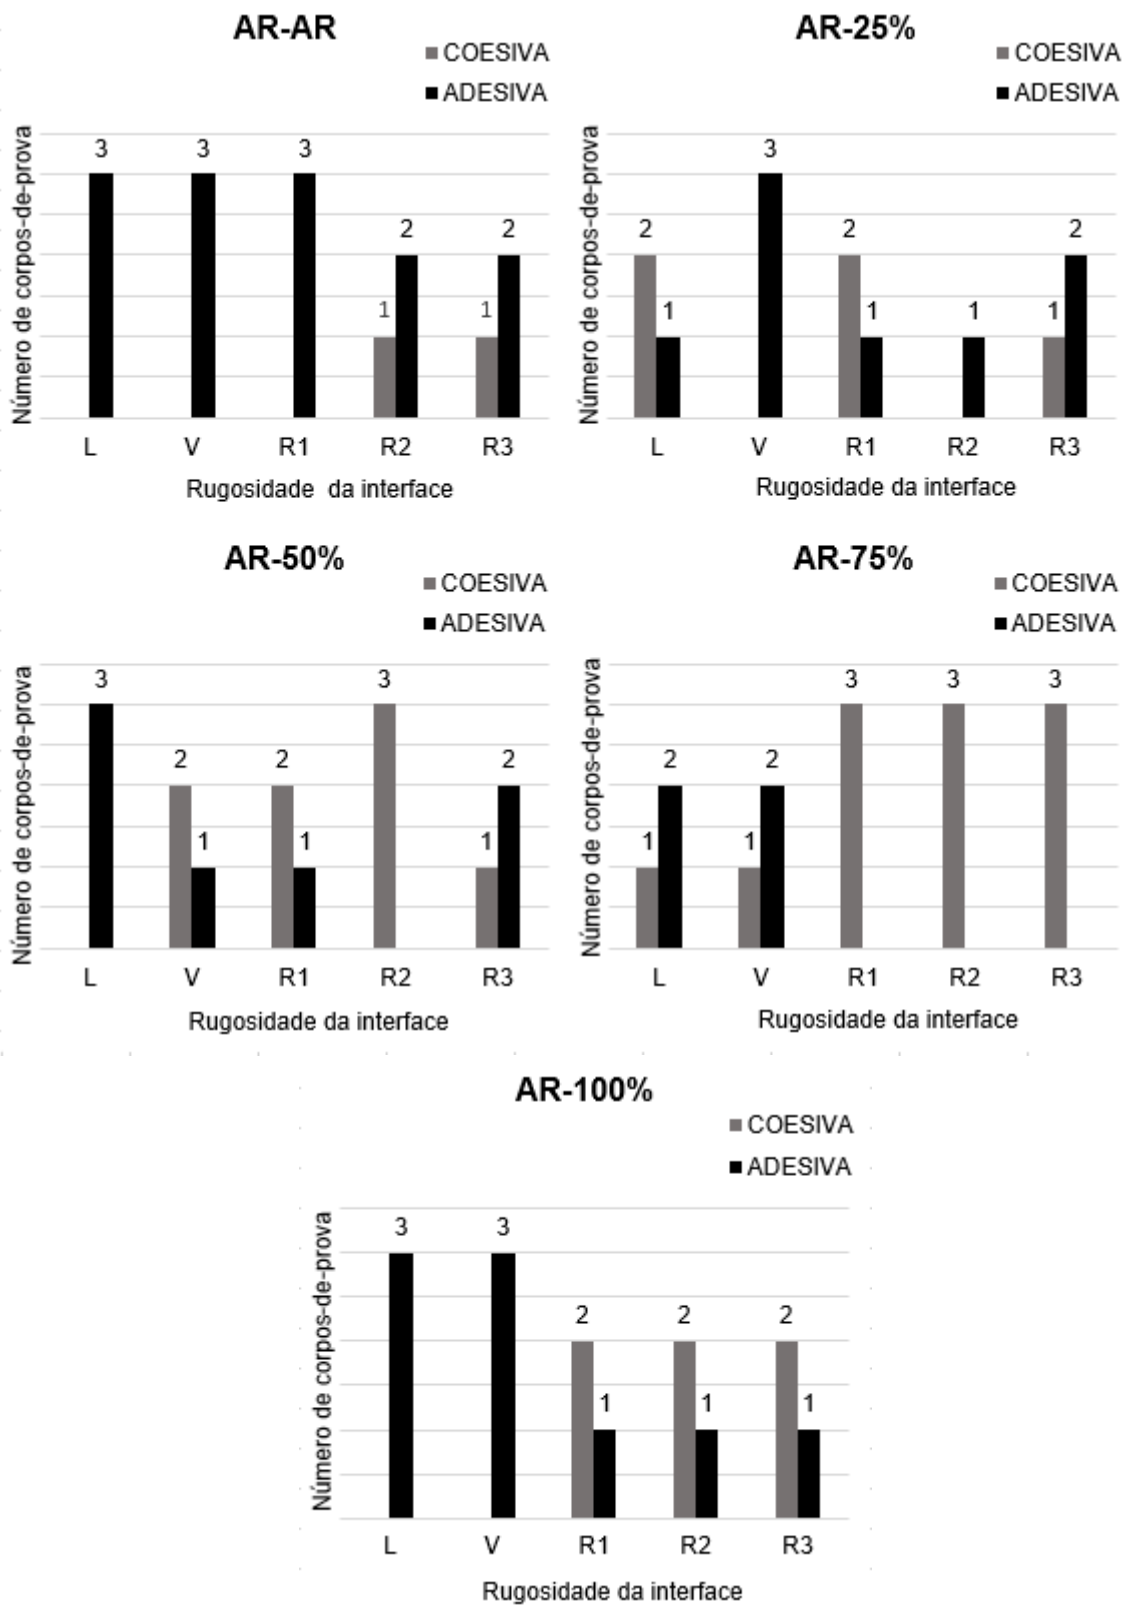 AR-AR
COESIVA
ADESIVA
Número de corpos-de-prova
3 3 3 1 2 1 2
L V R1 R2 R3
Rugosidade da interface
AR-25%
COESIVA
ADESIVA
Número de corpos-de-prova
2 1 3 2 1 1 1 2
L V R1 R2 R3
Rugosidade da interface
AR-50%
COESIVA
ADESIVA
Número de corpos-de-prova
3 2 1 2 1 3 1 2
L V R1 R2 R3
Rugosidade da interface
AR-75%
COESIVA
ADESIVA
Número de corpos-de-prova
1 2 1 2 3 3 3
L V R1 R2 R3
Rugosidade da interface
AR-100%
COESIVA
ADESIVA
Número de corpos-de-prova
3 3 2 1 2 1 2 1
L V R1 R2 R3
Rugosidade da interface